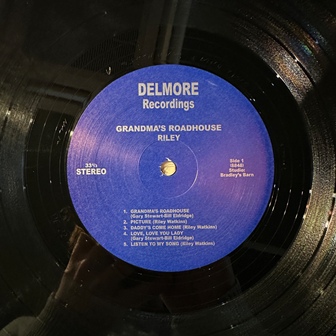 DELMORE
Recordings
GRANDMA'S ROADHOUSE
RILEY
33⅓
STEREO
Side 1
Studio:
Bradley's Barn
1. GRANDMA'S ROADHOUSE
(Gary Stewart-Bill Eldridge)
2. PICTURE (Riley Watkins)
3. DADDY'S COME HOME (Riley Watkins)
4. LOVE, LOVE YOU LADY
(Gary Stewart-Bill Eldridge)
5. LISTEN TO MY SONG (Riley Watkins)